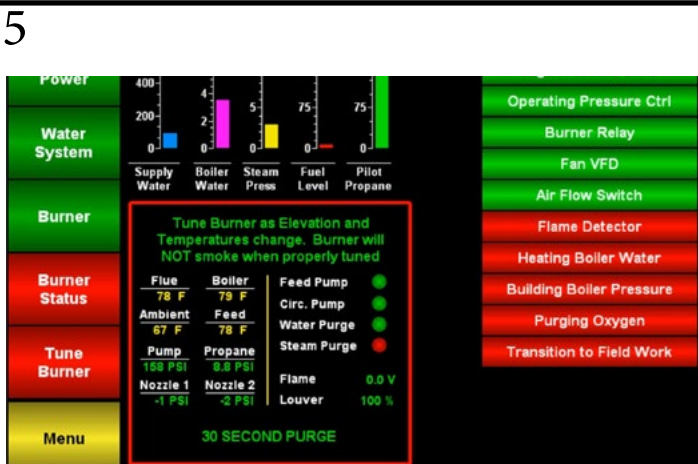 5
Power
Water
System
Burner
Burner
Status
Tune
Burner
Menu
400
200
0
4
2
0
5
0
75
0
75
0
Supply
Water
Boiler
Water
Steam
Press
Fuel
Level
Pilot
Propane
Tune Burner as Elevation and
Temperatures change. Burner will
NOT smoke when properly tuned
Flue Boiler
78 F 79 F
Ambient Feed
67 F 78 F
Pump Propane
158 PSI 8.8 PSI
Nozzle 1 Nozzle 2
-1 PSI -2 PSI
Feed Pump
Circ. Pump
Water Purge
Steam Purge
Flame 0.0 V
Louver 100 %
30 SECOND PURGE
Operating Pressure Ctrl
Burner Relay
Fan VFD
Air Flow Switch
Flame Detector
Heating Boiler Water
Building Boiler Pressure
Purging Oxygen
Transition to Field Work